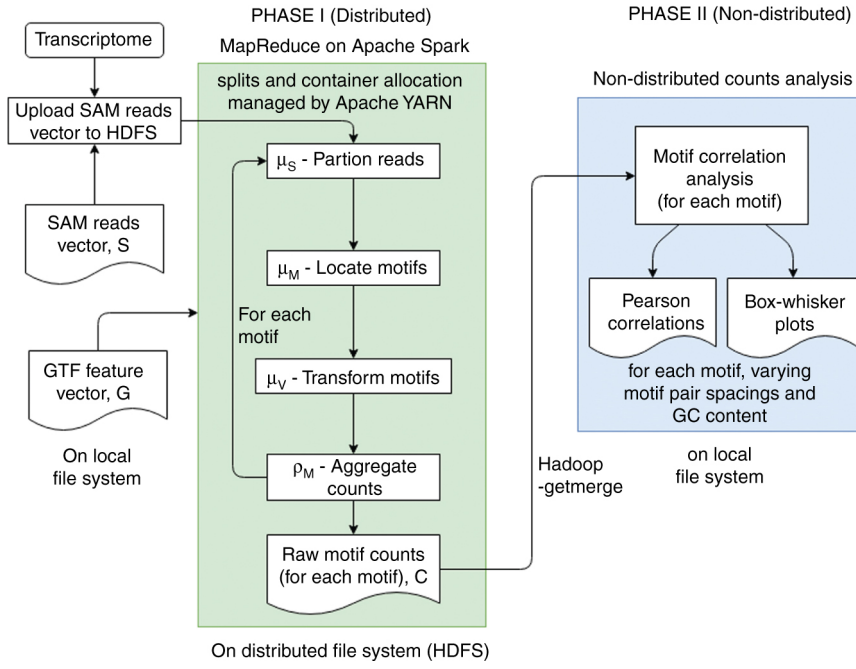 PHASE I (Distributed)
MapReduce on Apache Spark
PHASE II (Non-distributed)
Non-distributed counts analysis
Transcriptome
Upload SAM reads
vector to HDFS
SAM reads
vector, S
GTF feature
vector, G
On local
file system
splits and container allocation
managed by Apache YARN
μS - Partion reads
μM - Locate motifs
For each
motif
μV - Transform motifs
ρM - Aggregate
counts
Raw motif counts
(for each motif), C
On distributed file system (HDFS)
Hadoop
-getmerge
Motif correlation
analysis
(for each motif)
Pearson
correlations
Box-whisker
plots
for each motif, varying
motif pair spacings and
GC content
on local
file system